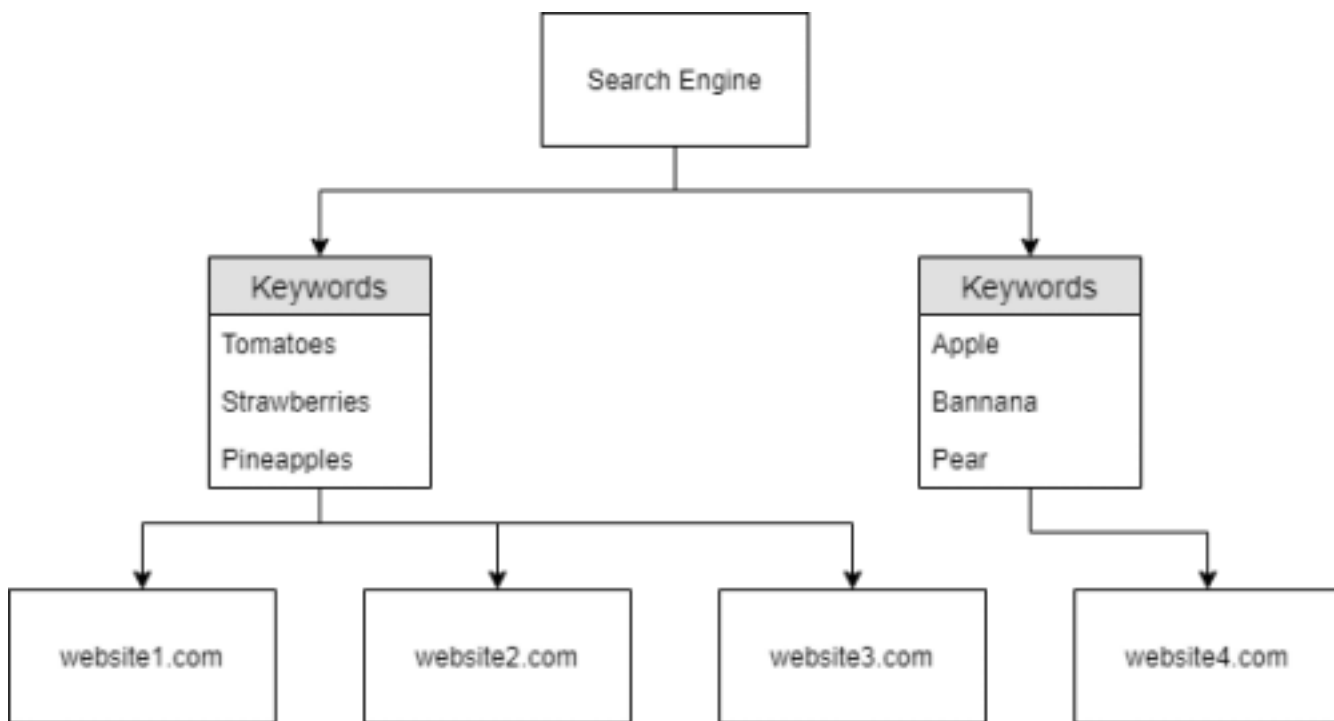 Search Engine
Keywords
Tomatoes
Strawberries
Pineapples
Keywords
Apple
Bannana
Pear
website1.com
website2.com
website3.com
website4.com